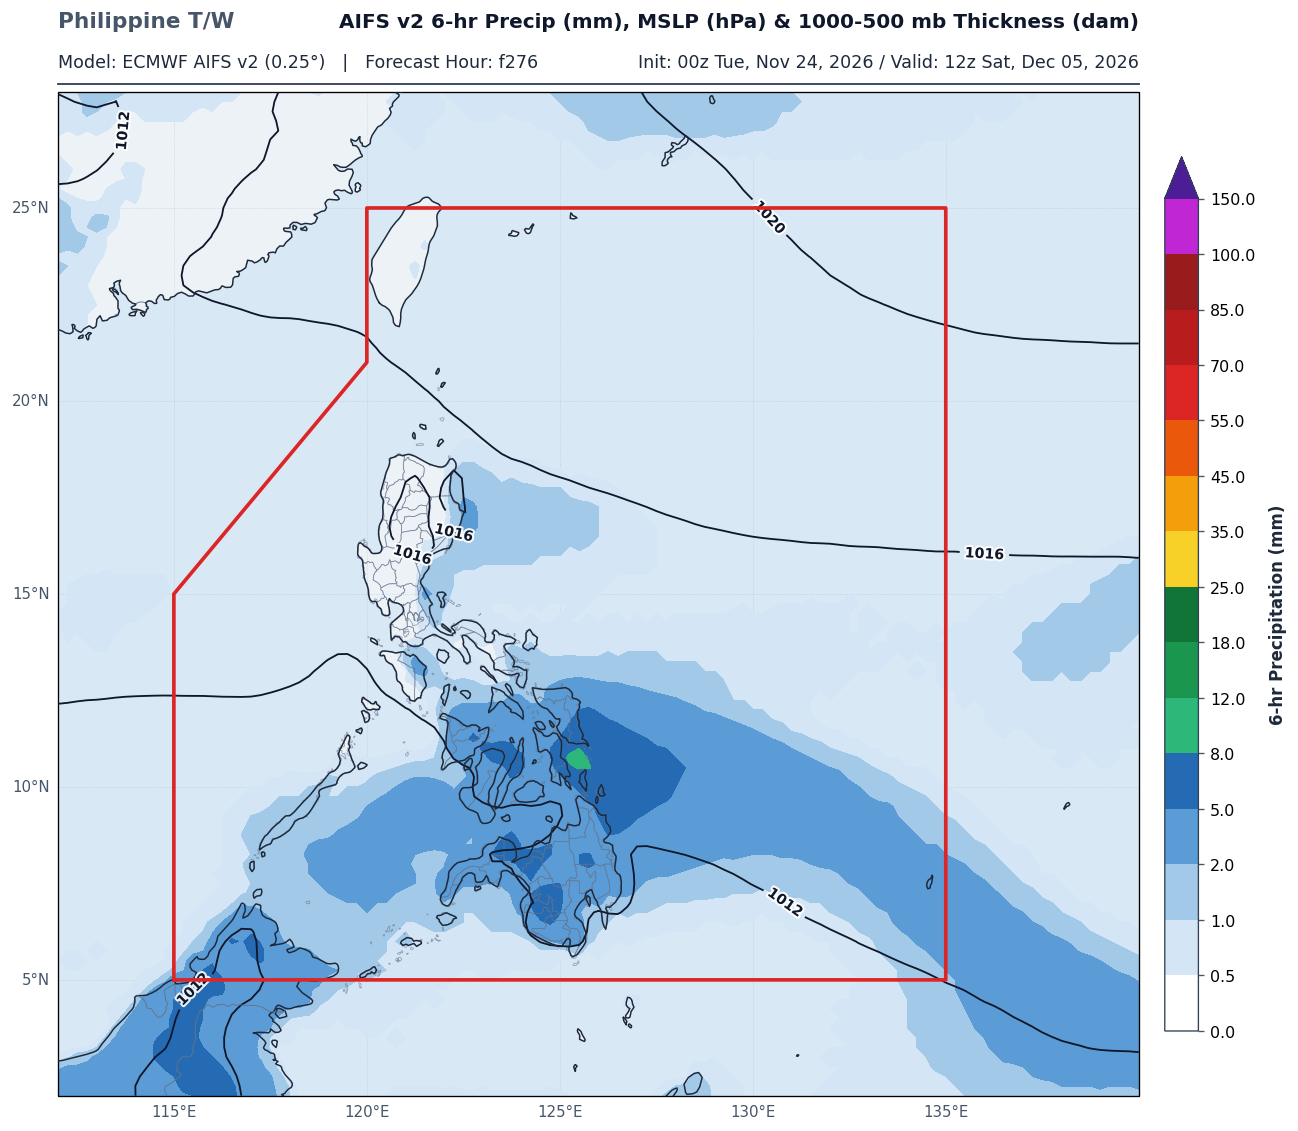 Philippine T/W
AIFS v2 6-hr Precip (mm), MSLP (hPa) & 1000-500 mb Thickness (dam)
Model: ECMWF AIFS v2 (0.25°) | Forecast Hour: f276
Init: 00z Tue, Nov 24, 2026 / Valid: 12z Sat, Dec 05, 2026
1012
1020
1016
1016
1016
1012
1012
25°N
20°N
15°N
10°N
5°N
115°E
120°E
125°E
130°E
135°E
150.0
100.0
85.0
70.0
55.0
45.0
35.0
25.0
18.0
12.0
8.0
5.0
2.0
1.0
0.5
0.0
6-hr Precipitation (mm)